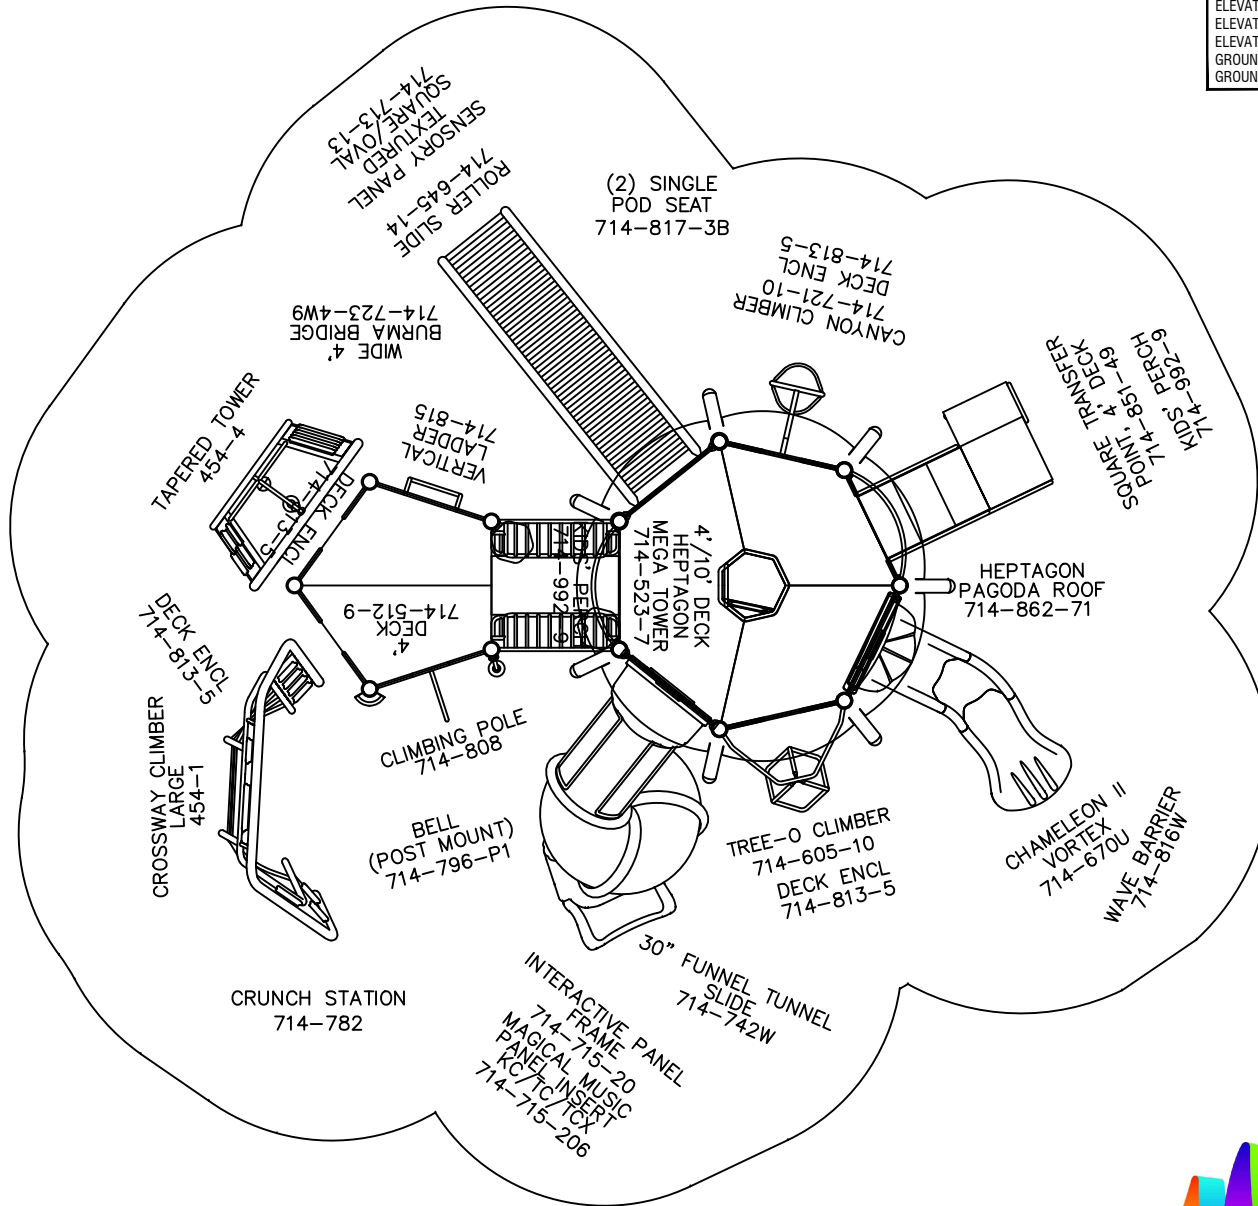 ELEVAT
ELEVAT
ELEVAT
GROUN
GROUN
SENSORY PANEL
TEXTURED
SQUARE/OVAL
714-713-13
ROLLER SLIDE
714-645-14
(2) SINGLE
POD SEAT
714-817-3B
CANYON CLIMBER
714-721-10
DECK ENCL
714-813-5
WIDE 4'
BURMA BRIDGE
714-723-4W9
KIDS' PERCH
714-992-9
SQUARE TRANSFER
POINT, 4' DECK
714-851-49
TAPERED TOWER
454-4
VERTICAL
LADDER
714-815
DECK ENCL
714-813-5
KIDS' PERCH
714-992-9
4'/10' DECK
HEPTAGON
MEGA TOWER
714-523-7
HEPTAGON
PAGODA ROOF
714-862-71
4'
DECK
714-512-9
DECK ENCL
714-813-5
CROSSWAY CLIMBER
LARGE
454-1
CLIMBING POLE
714-808
BELL
(POST MOUNT)
714-796-P1
TREE-O CLIMBER
714-605-10
DECK ENCL
714-813-5
CHAMELEON II
VORTEX
714-670U
WAVE BARRIER
714-816W
30" FUNNEL TUNNEL
SLIDE
714-742W
CRUNCH STATION
714-782
INTERACTIVE PANEL
FRAME
714-715-20
MAGICAL MUSIC
PANEL INSERT
KC/TC/TCX
714-715-206